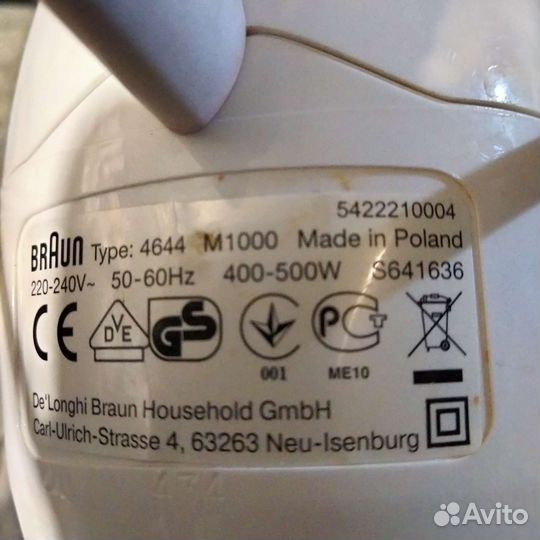 5422210004
BRAUN Type: 4644 M1000 Made in Poland
220-240V~ 50-60Hz 400-500W S641636
CE DVE GS PCT
001 ME10
De'Longhi Braun Household GmbH
Carl-Ulrich-Strasse 4, 63263 Neu-Isenburg
Avito